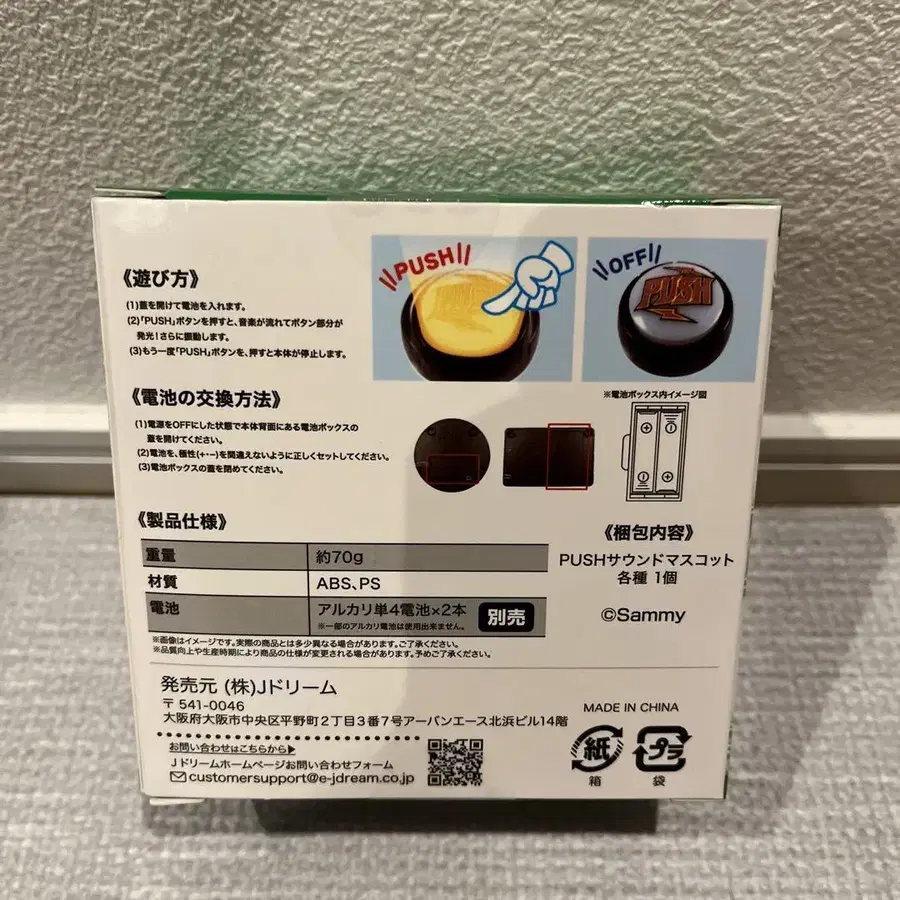 《遊び方》
(1)蓋を開けて電池を入れます。
(2)「PUSH」ボタンを押すと、音楽が流れてボタン部分が
発光!さらに振動します。
(3)もう一度「PUSH」ボタンを、押すと本体が停止します。
PUSH
PUSH
OFF
PUSH
《電池の交換方法》
(1)電源をOFFにした状態で本体背面にある電池ボックスの
蓋を開けてください。
(2)電池を、極性(+・−)を間違えないように正しくセットしてください。
(3)電池ボックスの蓋を閉めてください。
※電池ボックス内イメージ図
《製品仕様》
重量 約70g
材質 ABS、PS
電池 アルカリ単4電池×2本 別売
※一部のアルカリ電池は使用出来ません。
※画像はイメージです。実際の商品とは多少異なる場合があります。ご了承ください。
※品質向上や生産時期により商品の仕様が変更される場合があります。予めご了承ください。
《梱包内容》
PUSHサウンドマスコット
各種 1個
©Sammy
発売元 (株)Jドリーム
〒541-0046
大阪府大阪市中央区平野町2丁目3番7号アーバンエース北浜ビル14階
お問い合わせはこちらから▶
Jドリームホームページお問い合わせフォーム
customersupport@e-jdream.co.jp
MADE IN CHINA
紙
箱
プラ
袋